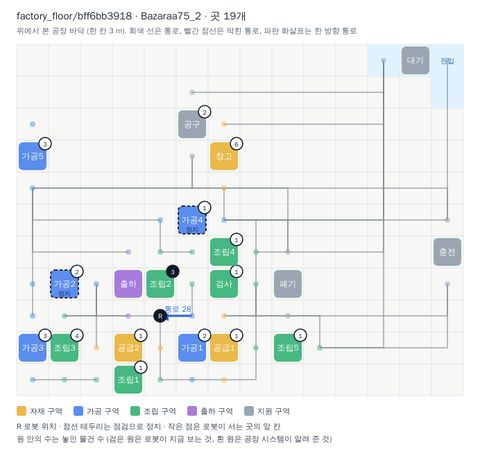 factory_floor/bff6bb3918 · Bazaraa75_2 · 곳 19개
위에서 본 공장 바닥 (한 칸 3 m). 회색 선은 통로, 빨간 점선은 막힌 통로, 파란 화살표는 한 방향 통로
대기
진입
2
공구
3
가공5
6
창고
1
가공4
정지
1
조립4
충전
2
가공2
정지
출하
3
조립2
1
검사
폐기
R
통로 28
3
가공3
4
조립3
1
공급2
2
가공1
1
공급1
1
조립5
1
조립1
자재 구역
가공 구역
조립 구역
출하 구역
지원 구역
R 로봇 위치 · 점선 테두리는 점검으로 정지 · 작은 점은 로봇이 서는 곳의 앞 칸
원 안의 수는 놓인 물건 수 (검은 원은 로봇이 지금 보는 것, 흰 원은 공장 시스템이 알려 준 것)